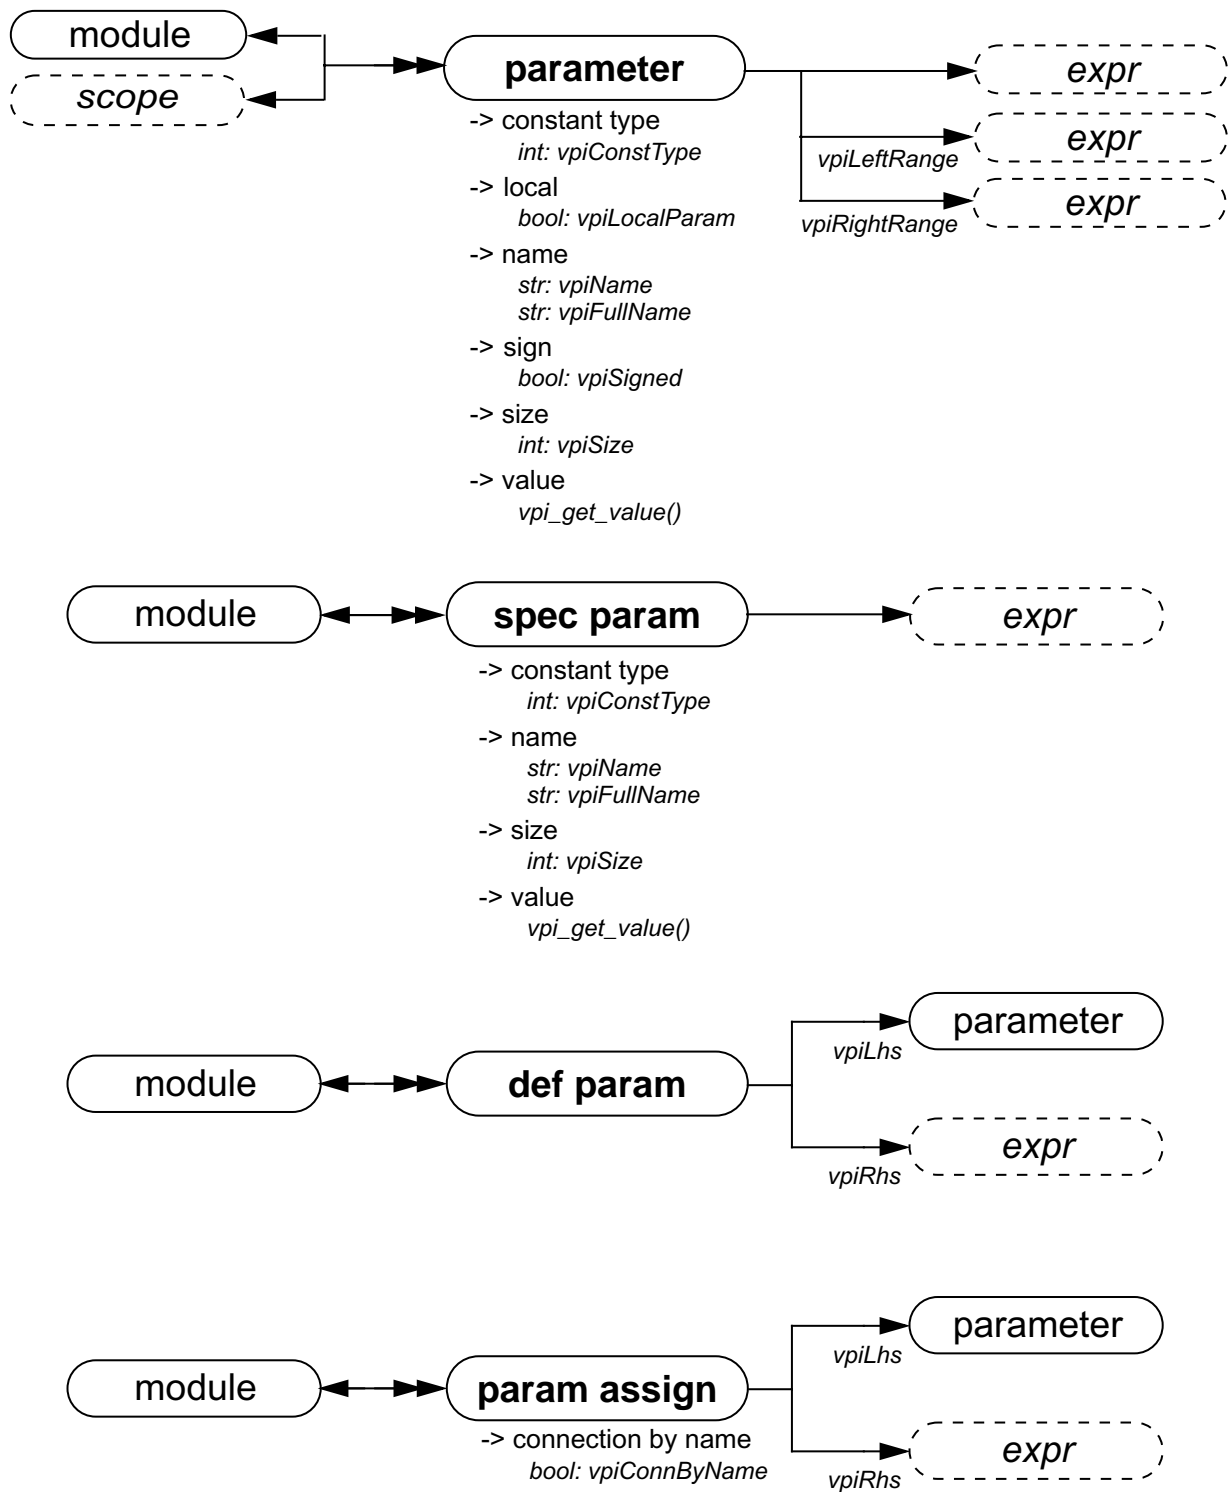 module
scope
parameter
expr
vpiLeftRange
expr
vpiRightRange
expr
-> constant type
int: vpiConstType
-> local
bool: vpiLocalParam
-> name
str: vpiName
str: vpiFullName
-> sign
bool: vpiSigned
-> size
int: vpiSize
-> value
vpi_get_value()
module
spec param
expr
-> constant type
int: vpiConstType
-> name
str: vpiName
str: vpiFullName
-> size
int: vpiSize
-> value
vpi_get_value()
module
def param
vpiLhs
parameter
vpiRhs
expr
module
param assign
-> connection by name
bool: vpiConnByName
vpiLhs
parameter
vpiRhs
expr